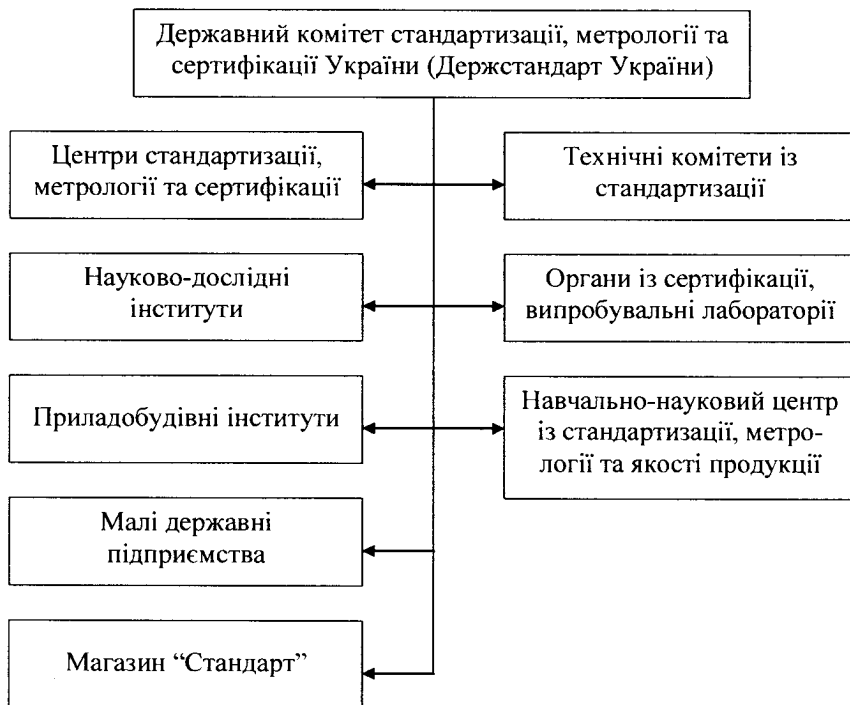 Державний комітет стандартизації, метрології та
сертифікації України (Держстандарт України)
Центри стандартизації,
метрології та сертифікації
Технічні комітети із
стандартизації
Науково-дослідні
інститути
Органи із сертифікації,
випробувальні лабораторії
Приладобудівні інститути
Навчально-науковий центр
із стандартизації, метро-
логії та якості продукції
Малі державні
підприємства
Магазин “Стандарт”